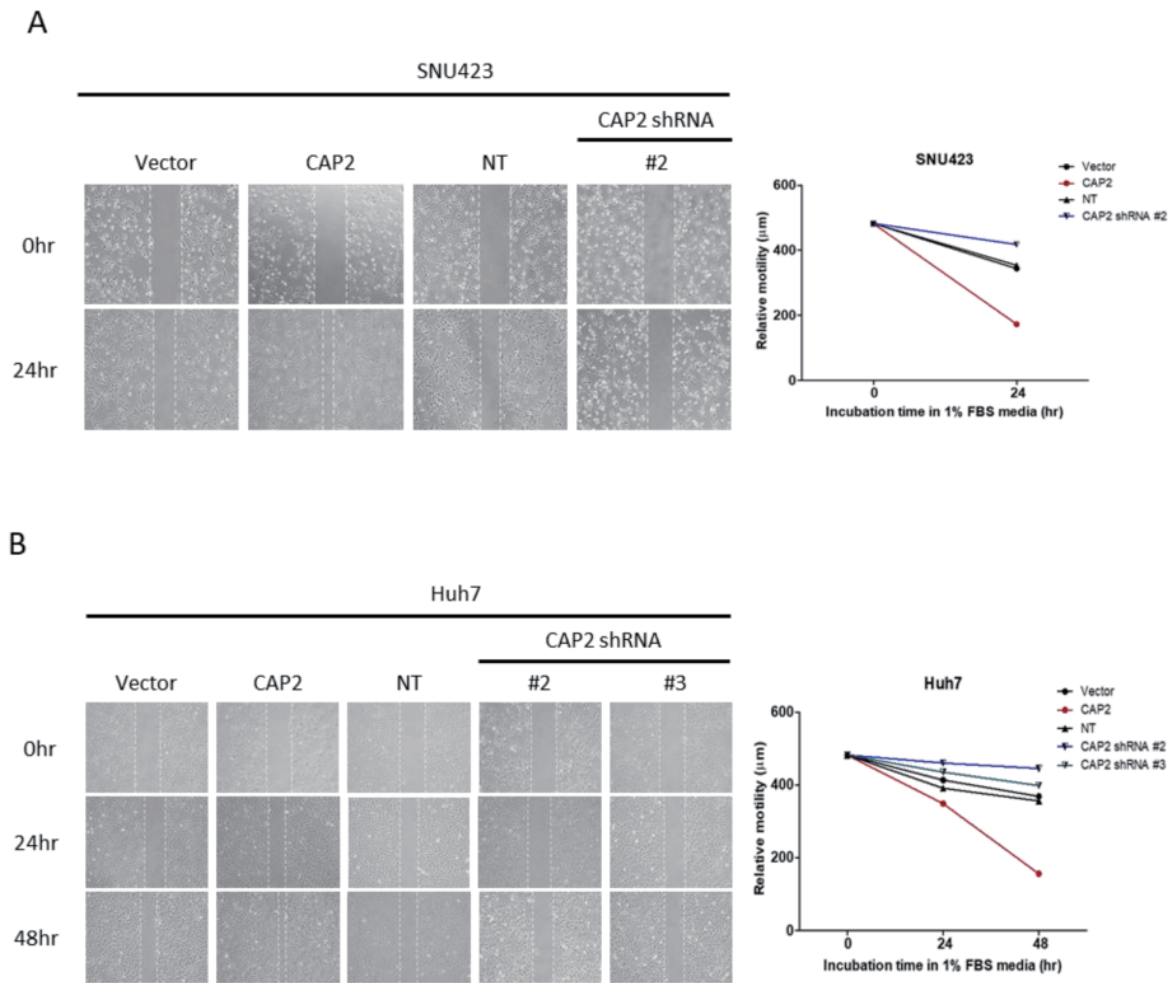 A
SNU423
CAP2 shRNA
Vector CAP2 NT #2
0hr
24hr
SNU423
Vector
CAP2
NT
CAP2 shRNA #2
600
400
200
0
Relative motility (μm)
0 24
Incubation time in 1% FBS media (hr)
B
Huh7
CAP2 shRNA
Vector CAP2 NT #2 #3
0hr
24hr
48hr
Huh7
Vector
CAP2
NT
CAP2 shRNA #2
CAP2 shRNA #3
600
400
200
0
Relative motility (μm)
0 24 48
Incubation time in 1% FBS media (hr)